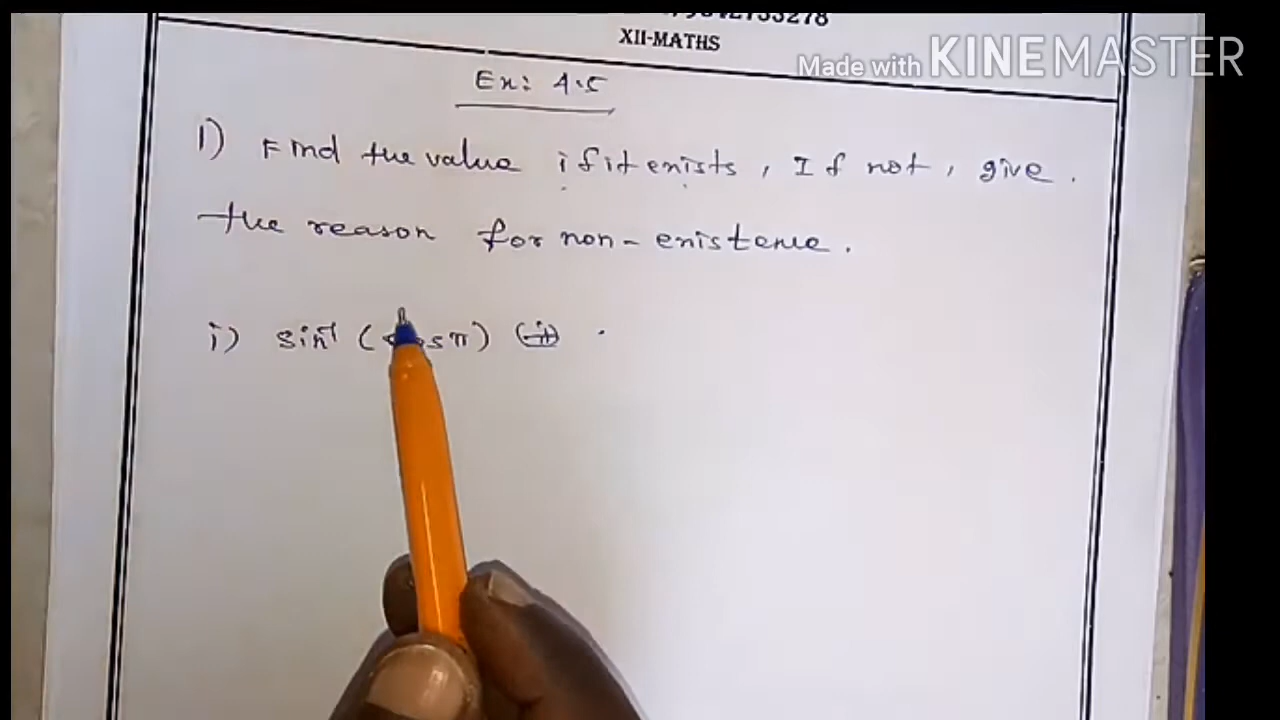 XII-MATHS
Made with KINEMASTER
Ex: 4.5
1) Find the value if it exists, If not, give.
the reason for non-existence.
i) sin⁻¹ ( π)